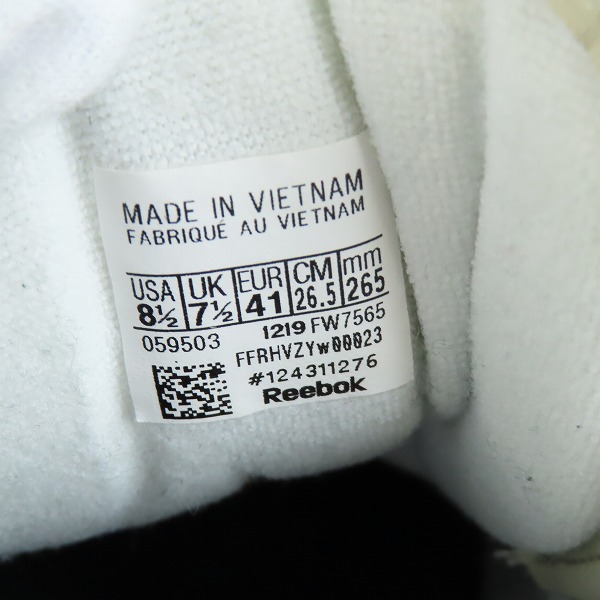 MADE IN VIETNAM
FABRIQUÉ AU VIETNAM
USA UK EUR CM mm
8½ 7½ 41 26.5 265
059503 1219 FW7565
FFRHVZYw00023
#124311276
Reebok